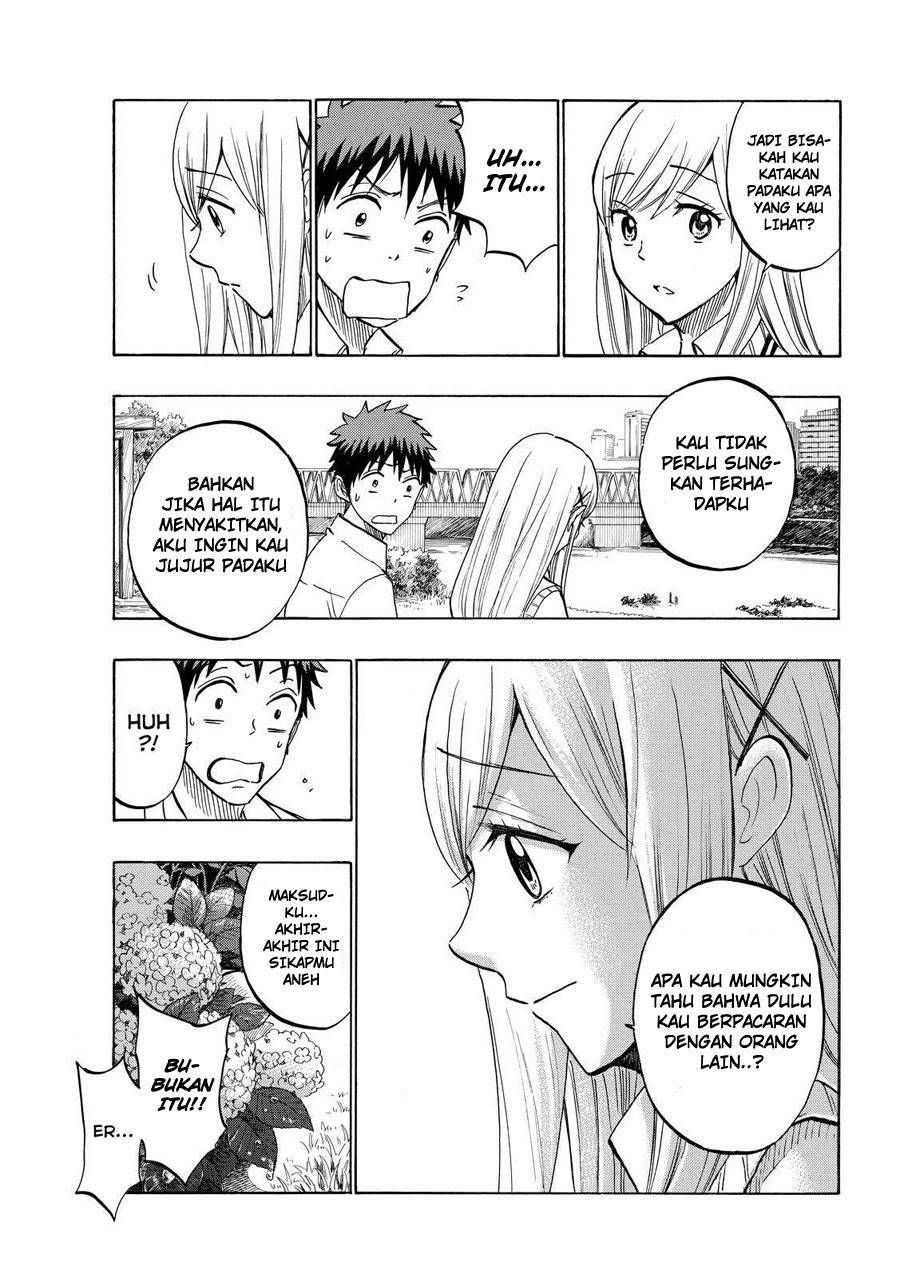 JADI BISA-
KAH KAU
KATAKAN
PADAKU APA
YANG KAU
LIHAT?
UH...
ITU...
KAU TIDAK
PERLU SUNG-
KAN TERHA-
DAPKU
BAHKAN
JIKA HAL ITU
MENYAKITKAN,
AKU INGIN KAU
JUJUR PADAKU
APA KAU MUNGKIN
TAHU BAHWA DULU
KAU BERPACARAN
DENGAN ORANG
LAIN..?
HUH
?!
MAKSUD-
KU...
AKHIR-
AKHIR INI
SIKAPMU
ANEH
BU-
BUKAN
ITU!!
ER...